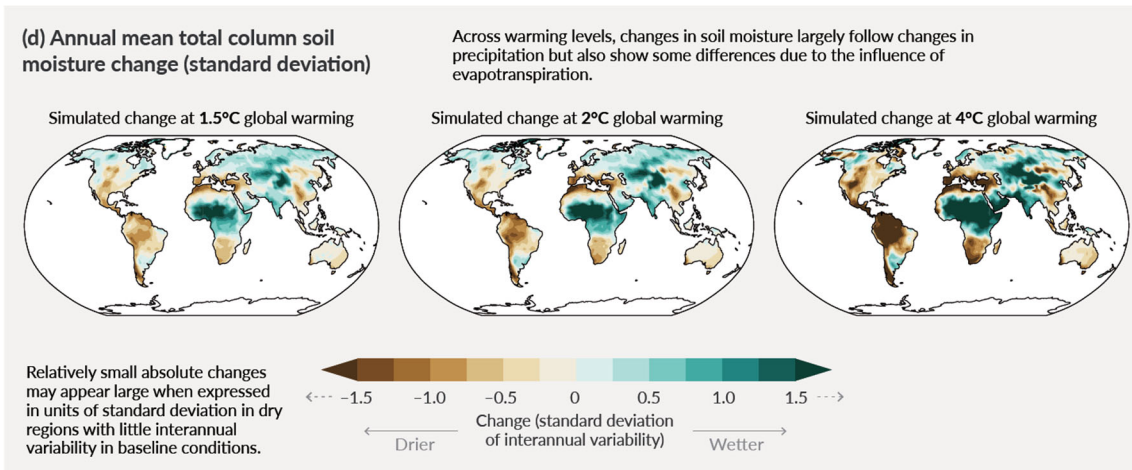 (d) Annual mean total column soil
moisture change (standard deviation)
Across warming levels, changes in soil moisture largely follow changes in
precipitation but also show some differences due to the influence of
evapotranspiration.
Simulated change at 1.5°C global warming
Simulated change at 2°C global warming
Simulated change at 4°C global warming
Relatively small absolute changes
may appear large when expressed
in units of standard deviation in dry
regions with little interannual
variability in baseline conditions.
–1.5 –1.0 –0.5 0 0.5 1.0 1.5
Change (standard deviation
of interannual variability)
Drier
Wetter